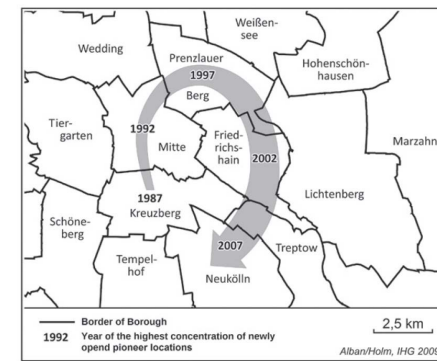 Weißen-
see
Wedding
Prenzlauer
1997
Berg
Hohenschön-
hausen
Tier-
garten
1992
Mitte
Fried-
richs-
hain
2002
Marzahn
1987
Kreuzberg
Lichtenberg
Schöne-
berg
Tempel-
hof
2007
Neukölln
Treptow
Border of Borough
1992 Year of the highest concentration of newly
opend pioneer locations
2,5 km
Alban/Holm, IHG 2009